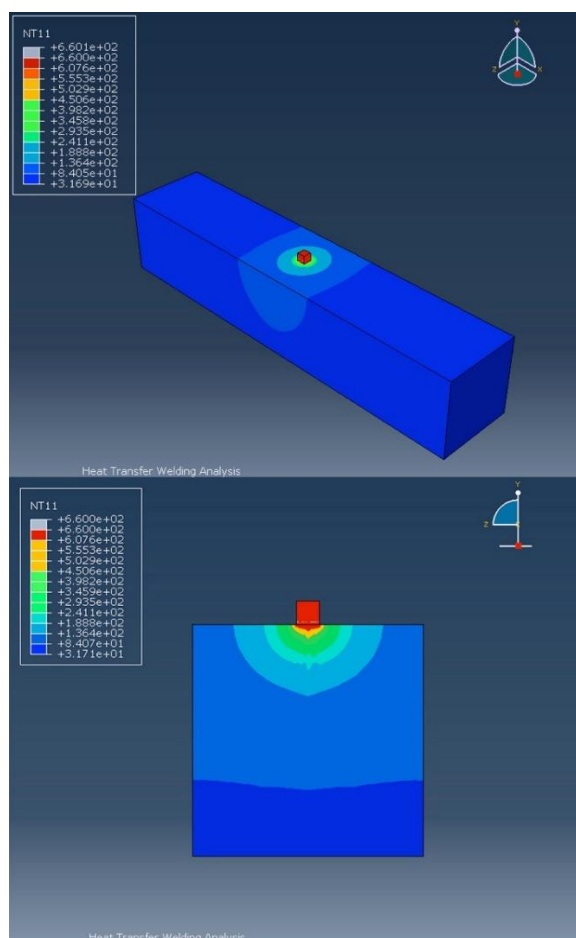 NT11
+6.601e+02
+6.600e+02
+6.076e+02
+5.553e+02
+5.029e+02
+4.506e+02
+3.982e+02
+3.458e+02
+2.935e+02
+2.411e+02
+1.888e+02
+1.364e+02
+8.405e+01
+3.169e+01
Y
Z
X
Heat Transfer Welding Analysis
NT11
+6.600e+02
+6.600e+02
+6.076e+02
+5.553e+02
+5.029e+02
+4.506e+02
+3.982e+02
+3.459e+02
+2.935e+02
+2.411e+02
+1.888e+02
+1.364e+02
+8.407e+01
+3.171e+01
Y
Z
Heat Transfer Welding Analysis